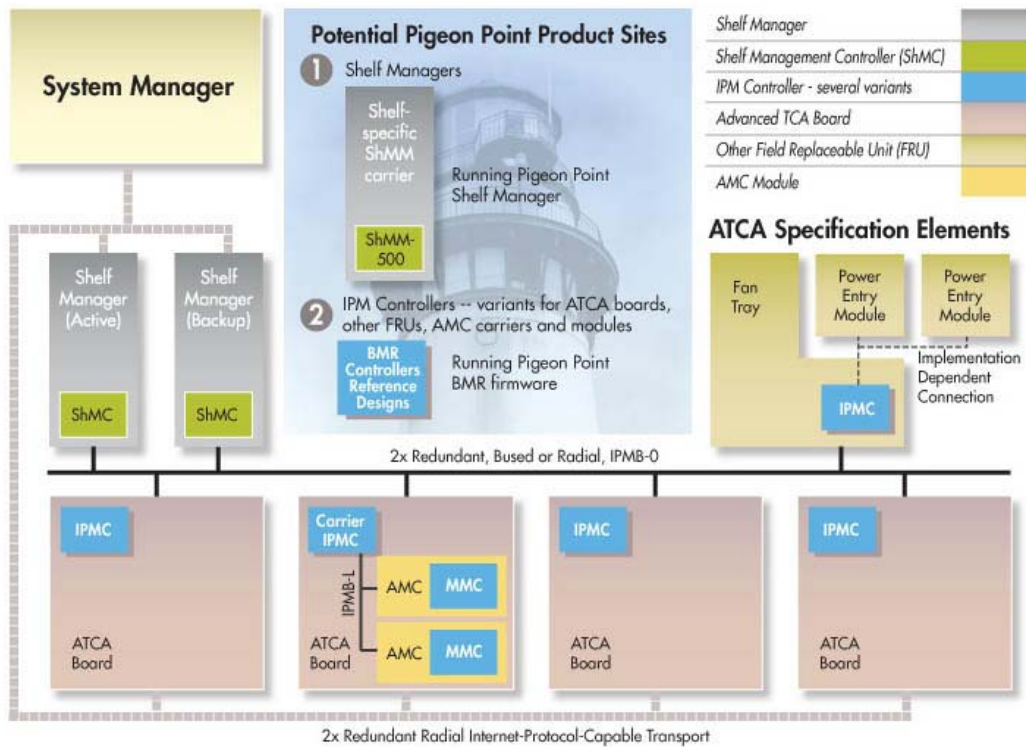 System Manager
Potential Pigeon Point Product Sites
1 Shelf Managers
Shelf-
specific
ShMM
carrier
ShMM-
500
Running Pigeon Point
Shelf Manager
2 IPM Controllers -- variants for ATCA boards,
other FRUs, AMC carriers and modules
BMR
Controllers
Reference
Designs
Running Pigeon Point
BMR firmware
Shelf Manager
Shelf Management Controller (ShMC)
IPM Controller - several variants
Advanced TCA Board
Other Field Replaceable Unit (FRU)
AMC Module
ATCA Specification Elements
Fan
Tray
Power
Entry
Module
Power
Entry
Module
Implementation
Dependent
Connection
IPMC
Shelf
Manager
(Active)
ShMC
Shelf
Manager
(Backup)
ShMC
2x Redundant, Bused or Radial, IPMB-0
IPMC
ATCA
Board
Carrier
IPMC
IPMB-L
AMC
MMC
AMC
MMC
ATCA
Board
IPMC
ATCA
Board
IPMC
ATCA
Board
2x Redundant Radial Internet-Protocol-Capable Transport